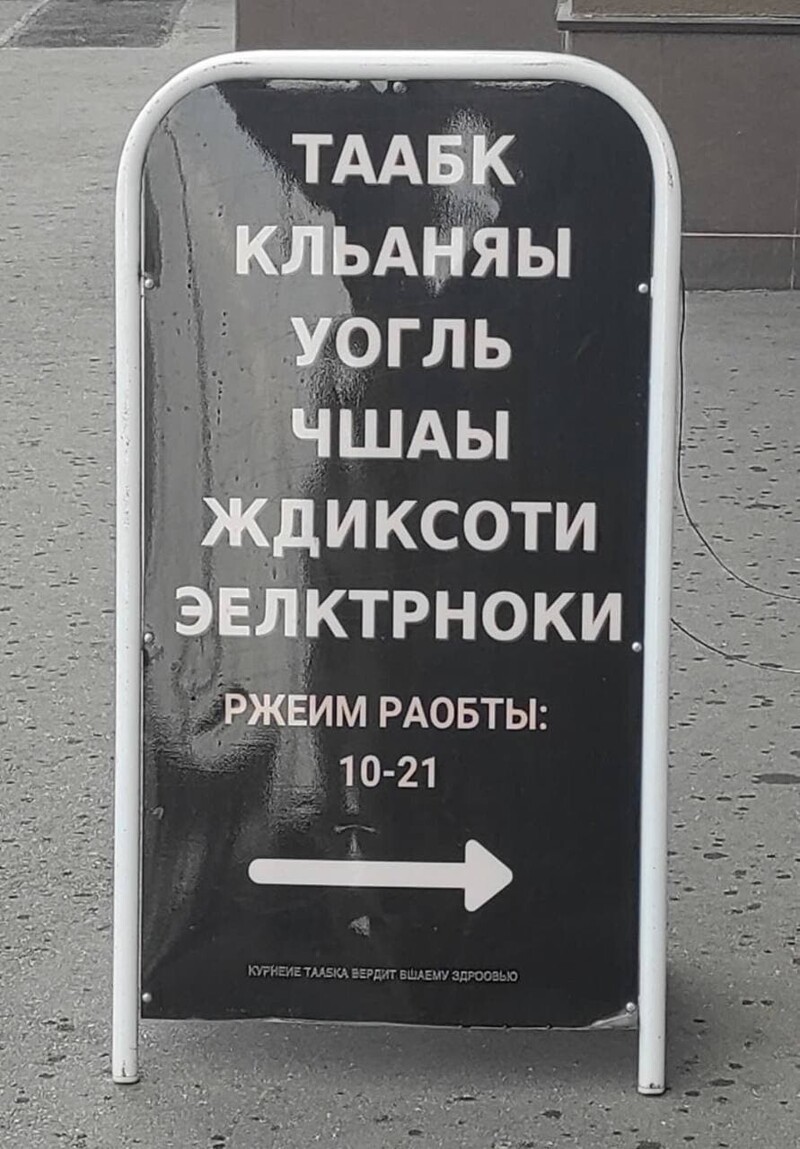 ТААБК
КЛЬАНЯЫ
УОГЛЬ
ЧШАЫ
ЖДИКСОТИ
ЭЕЛКТРНОКИ
РЖЕИМ РАОБТЫ:
10-21
КУРНЕИЕ ТААБКА ВЕРДИТ ВШАЕМУ ЗДРООВЬЮ